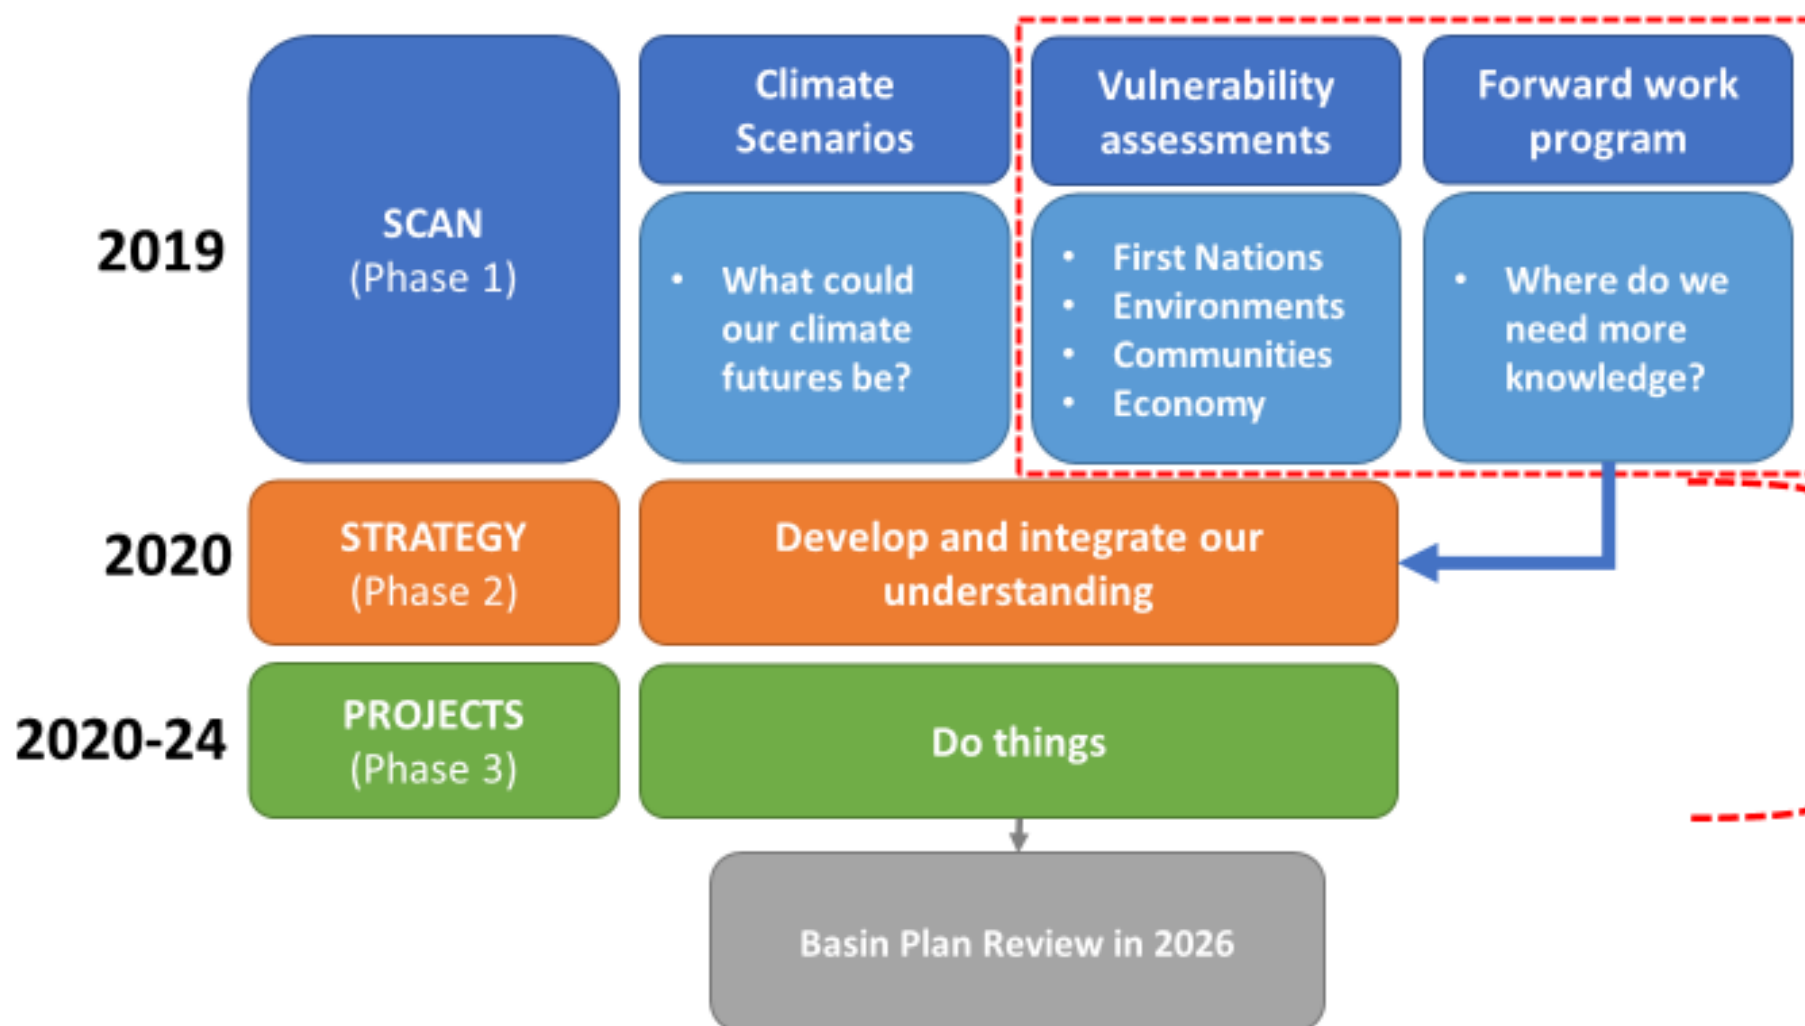 Climate
Scenarios
Vulnerability
assessments
Forward work
program
2019
SCAN
(Phase 1)
• What could
our climate
futures be?
• First Nations
• Environments
• Communities
• Economy
• Where do we
need more
knowledge?
2020
STRATEGY
(Phase 2)
Develop and integrate our
understanding
2020-24
PROJECTS
(Phase 3)
Do things
Basin Plan Review in 2026